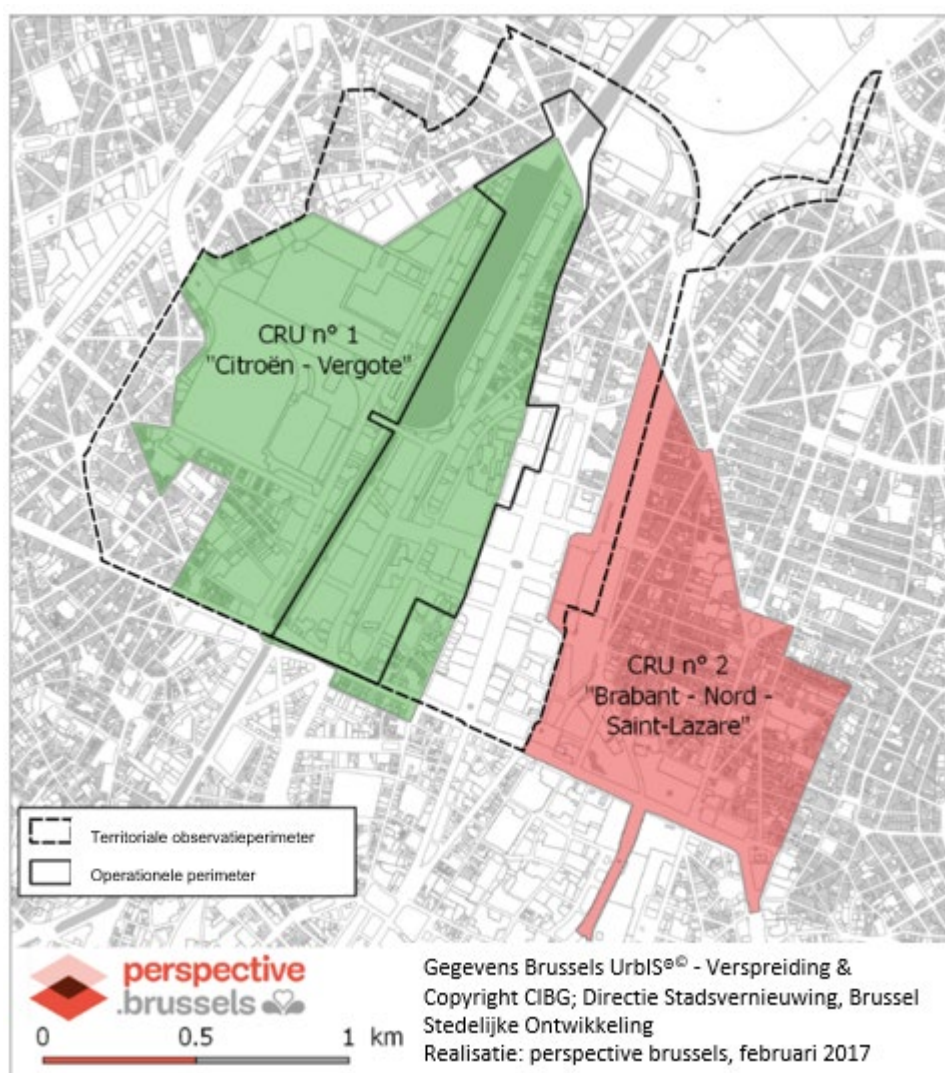 CRU n° 1
"Citroën - Vergote"
CRU n° 2
"Brabant - Nord -
Saint-Lazare"
Territoriale observatieperimeter
Operationele perimeter
perspective
.brussels
0 0.5 1 km
Gegevens Brussels UrbIS®© - Verspreiding &
Copyright CIBG; Directie Stadsvernieuwing, Brussel
Stedelijke Ontwikkeling
Realisatie: perspective brussels, februari 2017